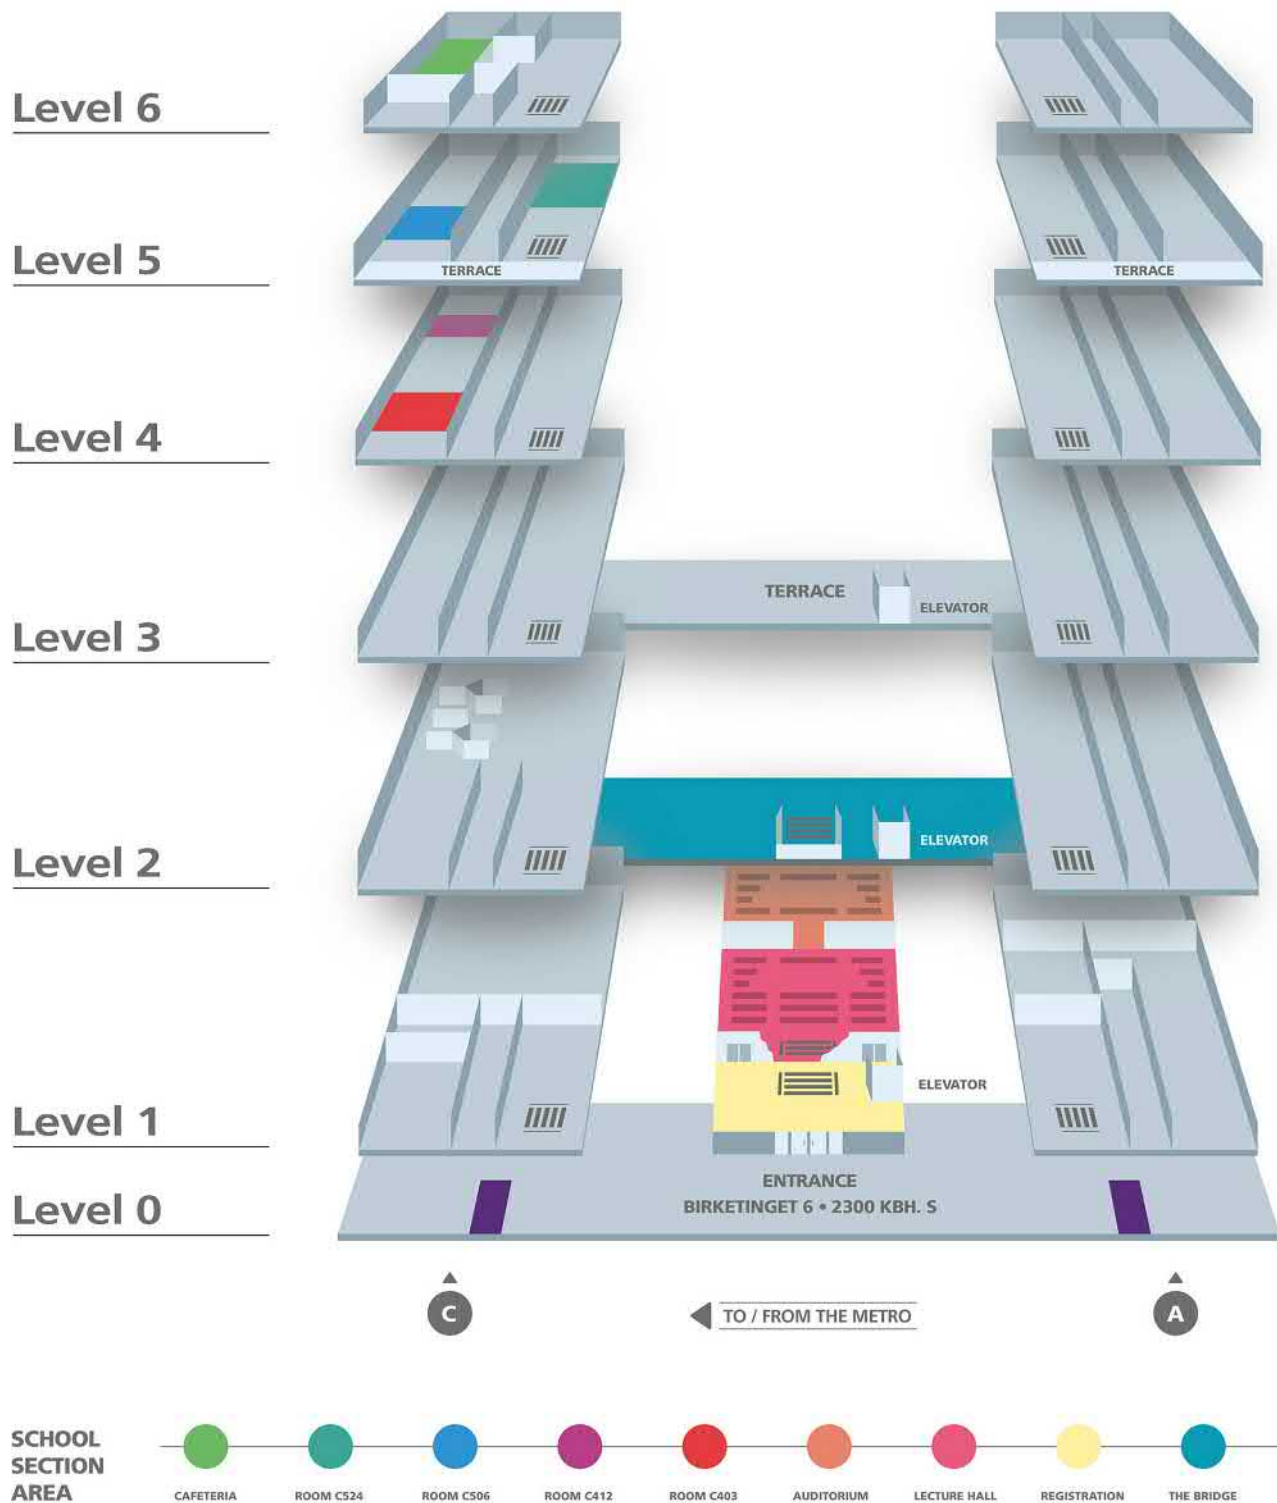 Level 6
Level 5
TERRACE
TERRACE
Level 4
Level 3
TERRACE
ELEVATOR
Level 2
ELEVATOR
Level 1
ELEVATOR
Level 0
ENTRANCE
BIRKETINGET 6 • 2300 KBH. S
C
TO / FROM THE METRO
A
SCHOOL
SECTION
AREA
CAFETERIA
ROOM C524
ROOM C506
ROOM C412
ROOM C403
AUDITORIUM
LECTURE HALL
REGISTRATION
THE BRIDGE